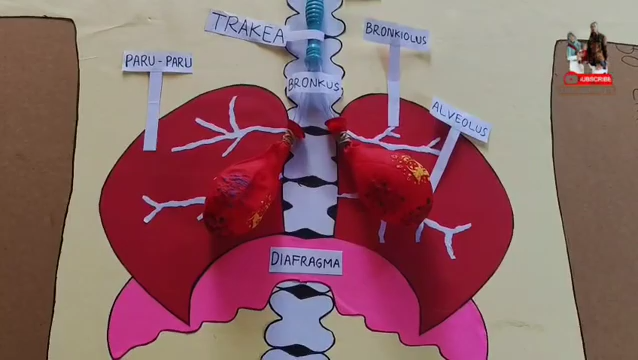 TRAKEA
BRONKIOLUS
PARU-PARU
BRONKUS
ALVEOLUS
DIAFRAGMA
SUBSCRIBE